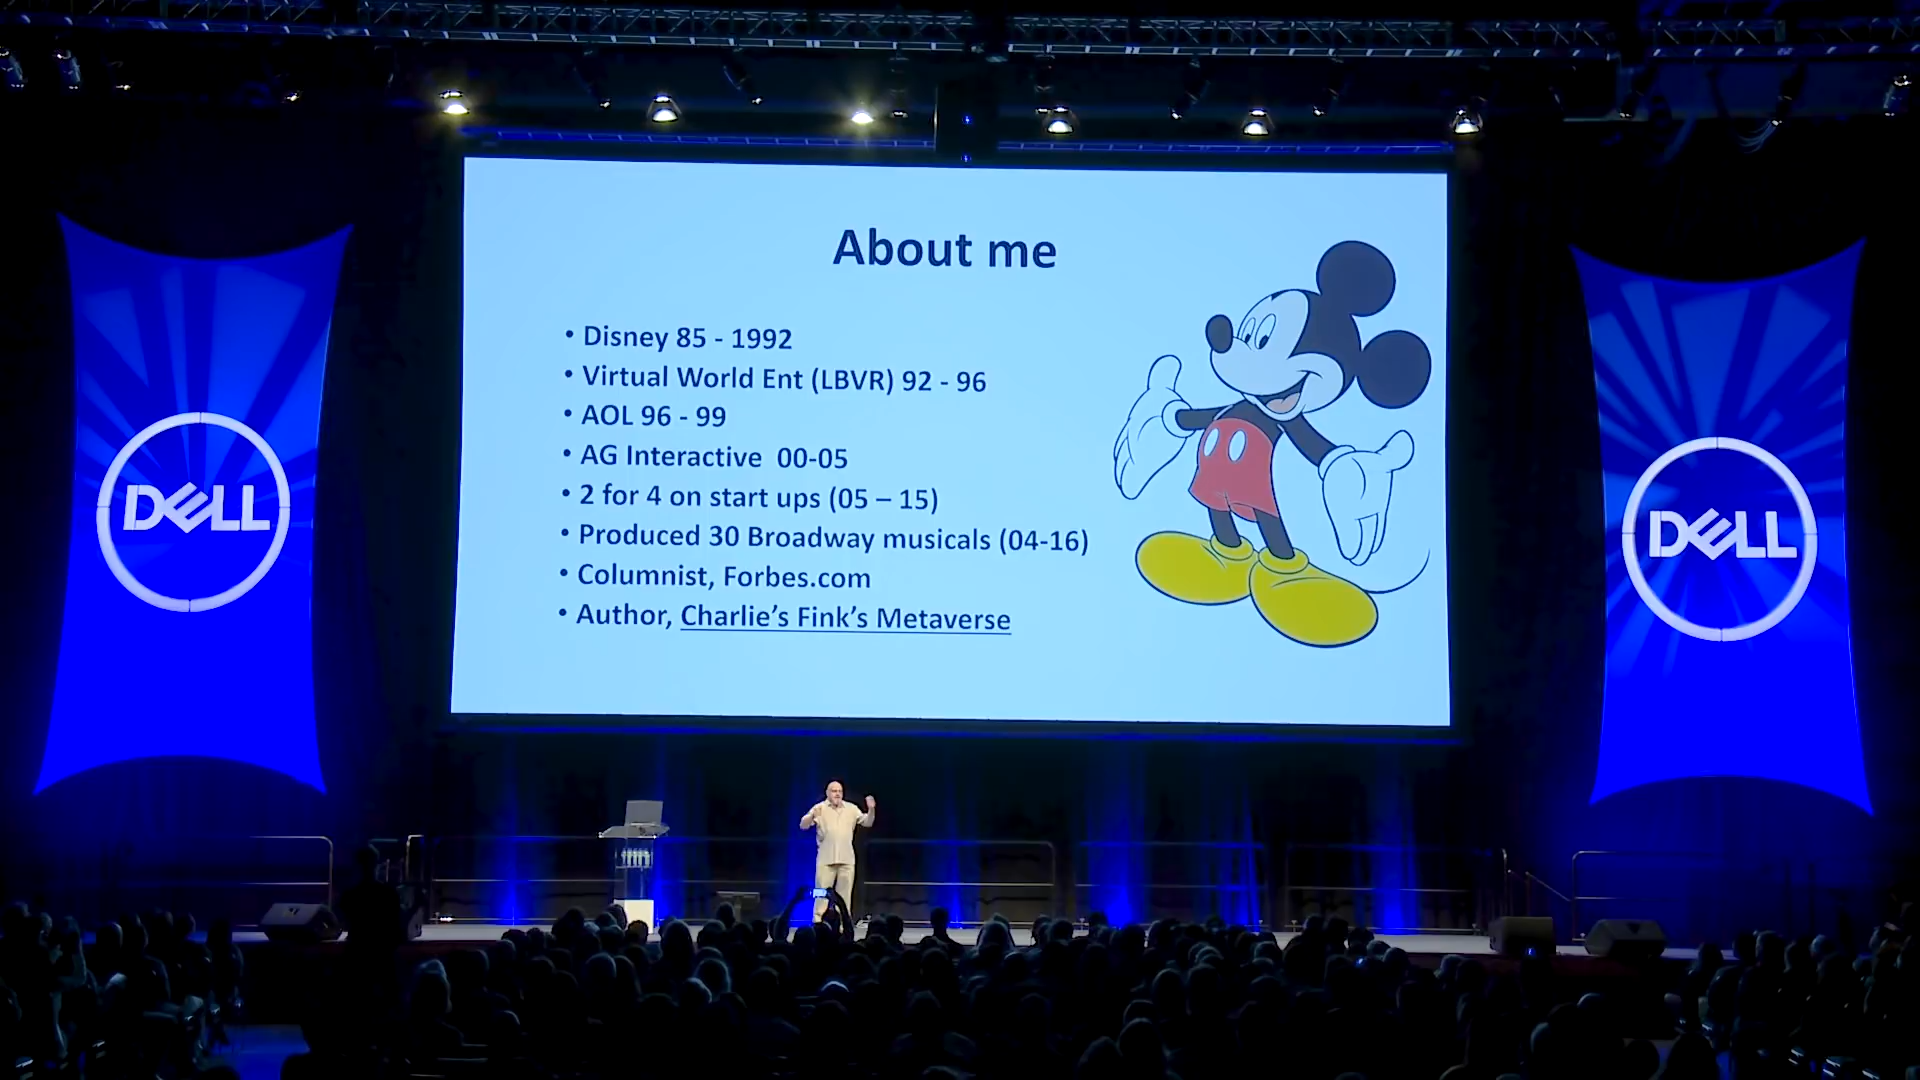 About me
• Disney 85 - 1992
• Virtual World Ent (LBVR) 92 - 96
• AOL 96 - 99
• AG Interactive 00-05
• 2 for 4 on start ups (05 – 15)
• Produced 30 Broadway musicals (04-16)
• Columnist, Forbes.com
• Author, Charlie's Fink's Metaverse
DELL
DELL